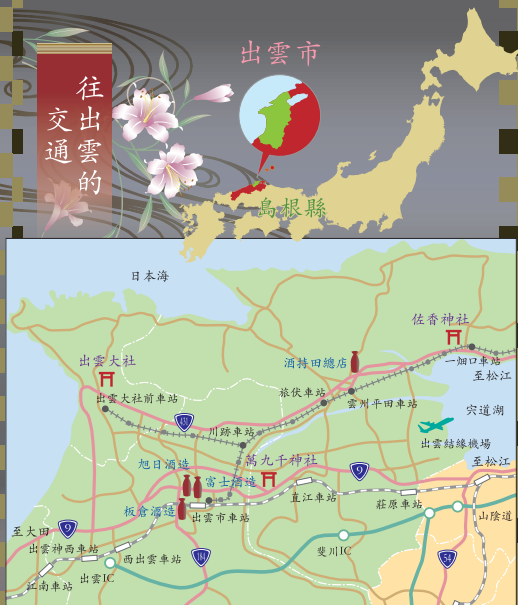 往出雲的
交通
出雲市
島根縣
日本海
佐香神社
一畑口車站
至松江
出雲大社
出雲大社前車站
酒持田總店
旅伏車站
雲州平田車站
宍道湖
出雲結緣機場
431
川跡車站
旭日酒造
富士酒造
萬九千神社
9
至松江
板倉酒造
出雲市車站
直江車站
莊原車站
山陰道
至大田
9
出雲神西車站
西出雲車站
184
斐川IC
54
江南車站
出雲IC